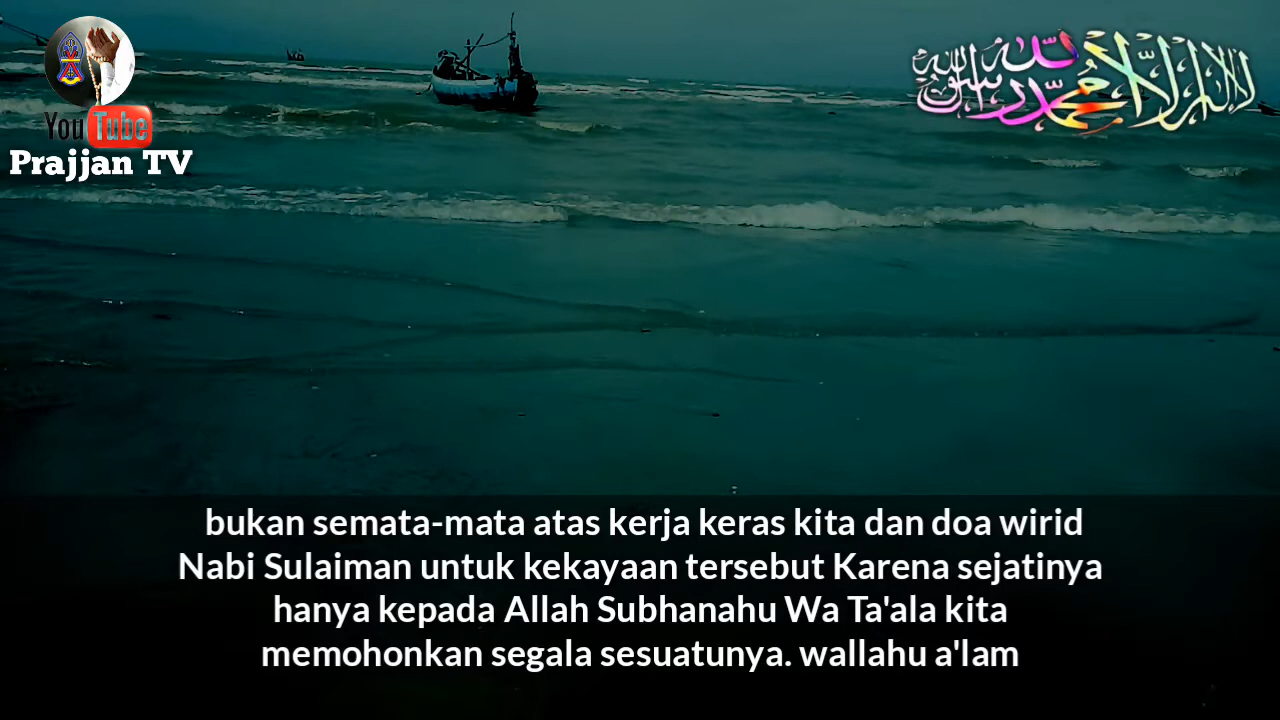 You Tube
Prajjan TV
لا إله إلا الله محمد رسول الله
bukan semata-mata atas kerja keras kita dan doa wirid
Nabi Sulaiman untuk kekayaan tersebut Karena sejatinya
hanya kepada Allah Subhanahu Wa Ta'ala kita
memohonkan segala sesuatunya. wallahu a'lam